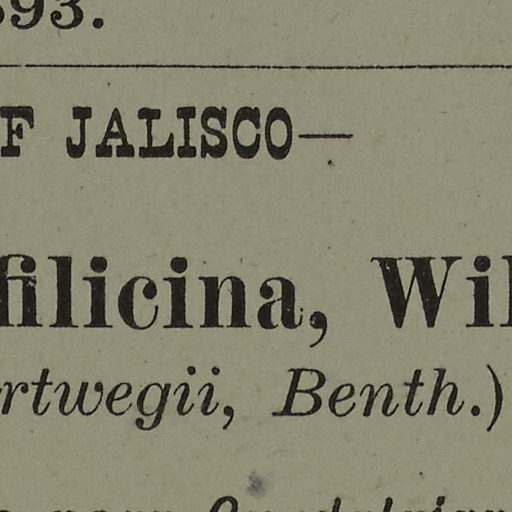 893.
F JALISCO—
filicina, Wil
rtwegii, Benth.)